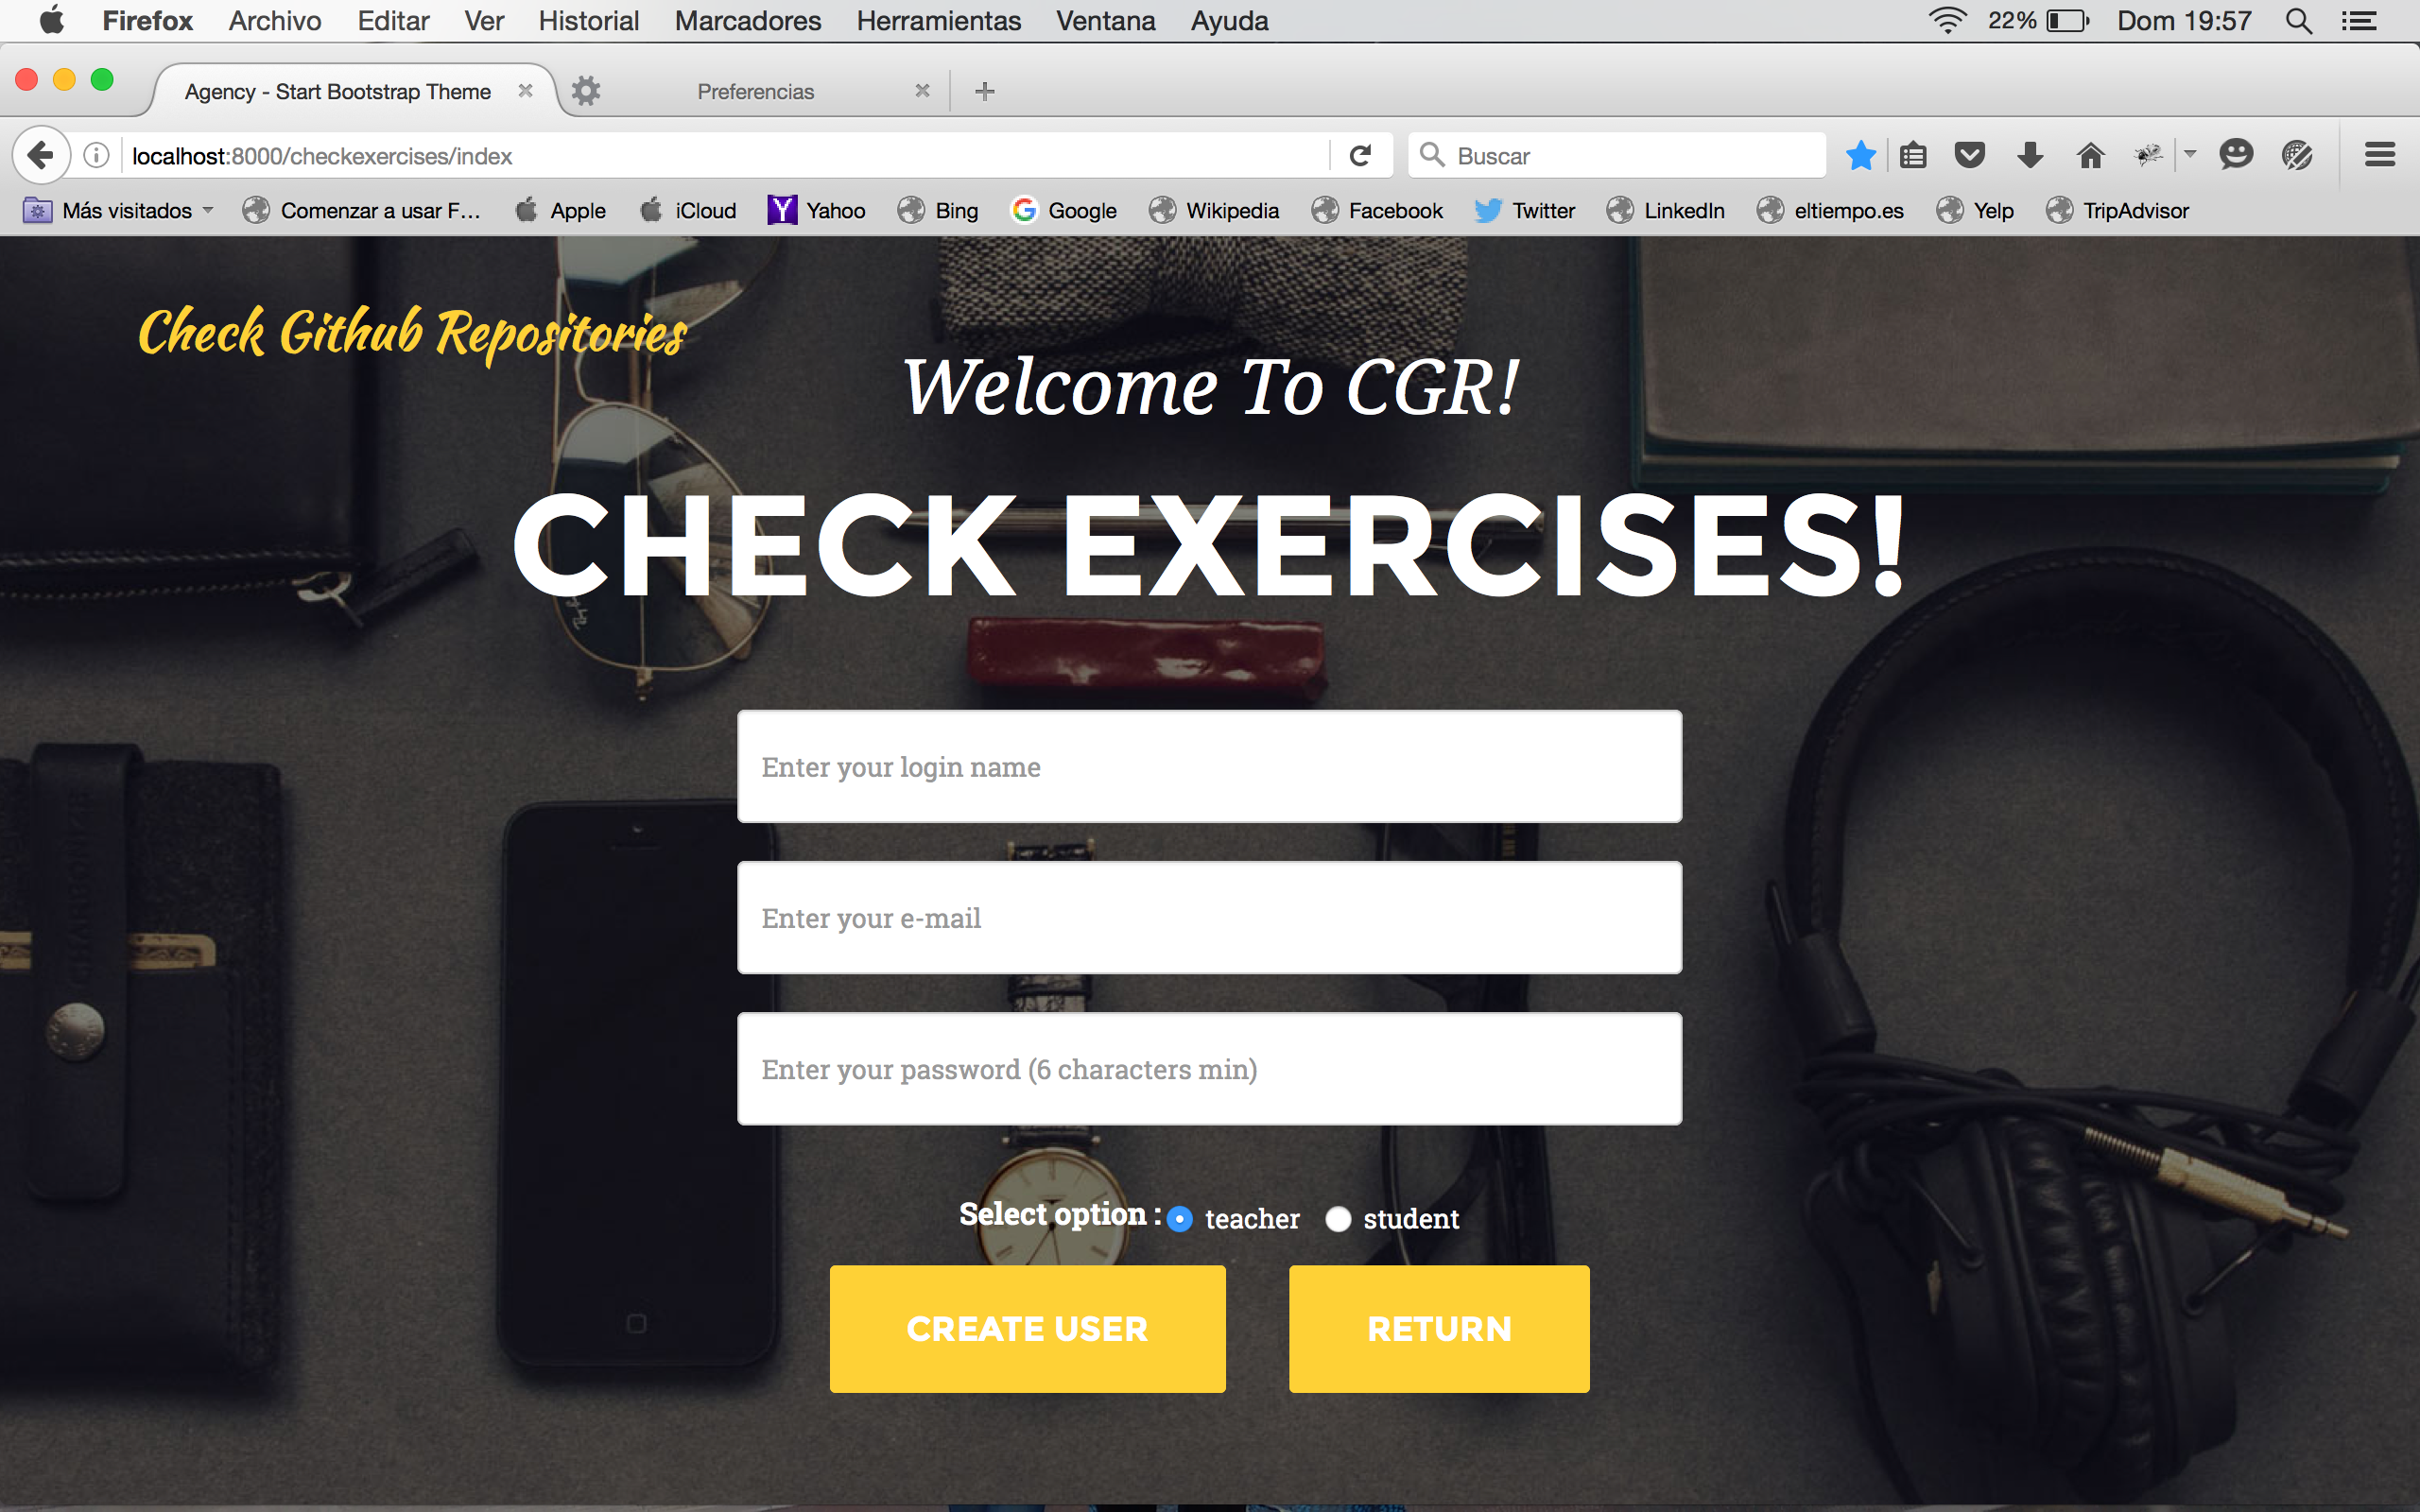 Firefox Archivo Editar Ver Historial Marcadores Herramientas Ventana Ayuda 22% Dom 19:57
Agency - Start Bootstrap Theme Preferencias
localhost:8000/checkexercises/index Buscar
Más visitados Comenzar a usar F... Apple iCloud Yahoo Bing Google Wikipedia Facebook Twitter LinkedIn eltiempo.es Yelp TripAdvisor
Check Github Repositories
Welcome To CGR!
CHECK EXERCISES!
Enter your login name
Enter your e-mail
Enter your password (6 characters min)
Select option : teacher student
CREATE USER RETURN